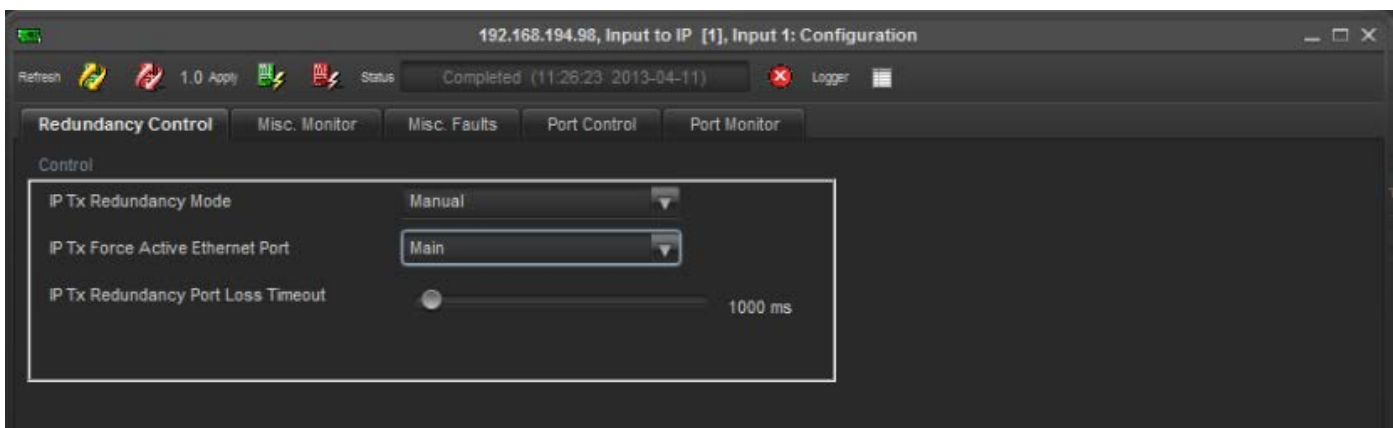 192.168.194.98, Input to IP [1], Input 1: Configuration
Refresh 1.0 Apply Status Completed (11:26:23 2013-04-11) Logger
Redundancy Control Misc. Monitor Misc. Faults Port Control Port Monitor
Control
IP Tx Redundancy Mode Manual
IP Tx Force Active Ethernet Port Main
IP Tx Redundancy Port Loss Timeout 1000 ms